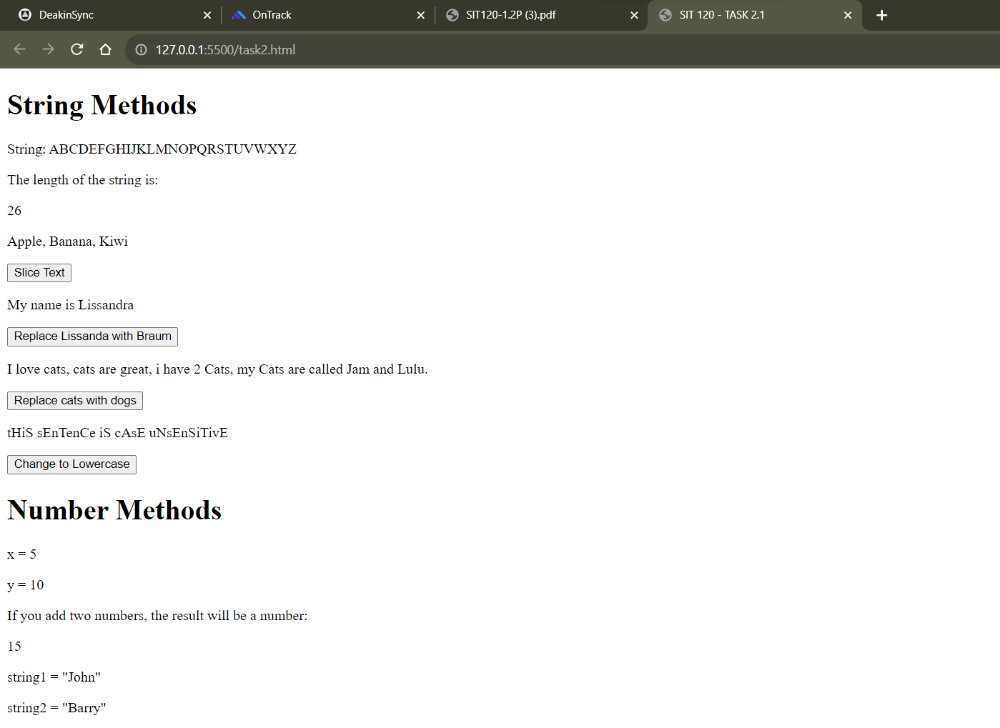 DeakinSync
OnTrack
SIT120-1.2P (3).pdf
SIT 120 - TASK 2.1
127.0.0.1:5500/task2.html
String Methods
String: ABCDEFGHIJKLMNOPQRSTUVWXYZ
The length of the string is:
26
Apple, Banana, Kiwi
Slice Text
My name is Lissandra
Replace Lissanda with Braum
I love cats, cats are great, i have 2 Cats, my Cats are called Jam and Lulu.
Replace cats with dogs
tHiS sEnTenCe iS cAsE uNsEnSiTivE
Change to Lowercase
Number Methods
x = 5
y = 10
If you add two numbers, the result will be a number:
15
string1 = "John"
string2 = "Barry"